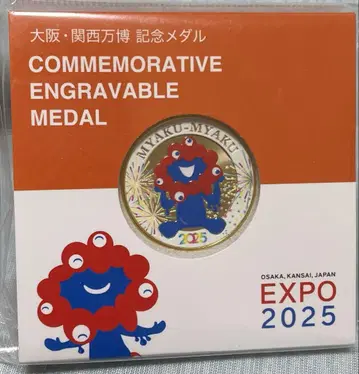 大阪・関西万博 記念メダル
COMMEMORATIVE
ENGRAVABLE
MEDAL
MYAKU-MYAKU
2025
OSAKA, KANSAI, JAPAN
EXPO
2025